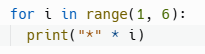 for i in range(1, 6):
  print("*" * i)